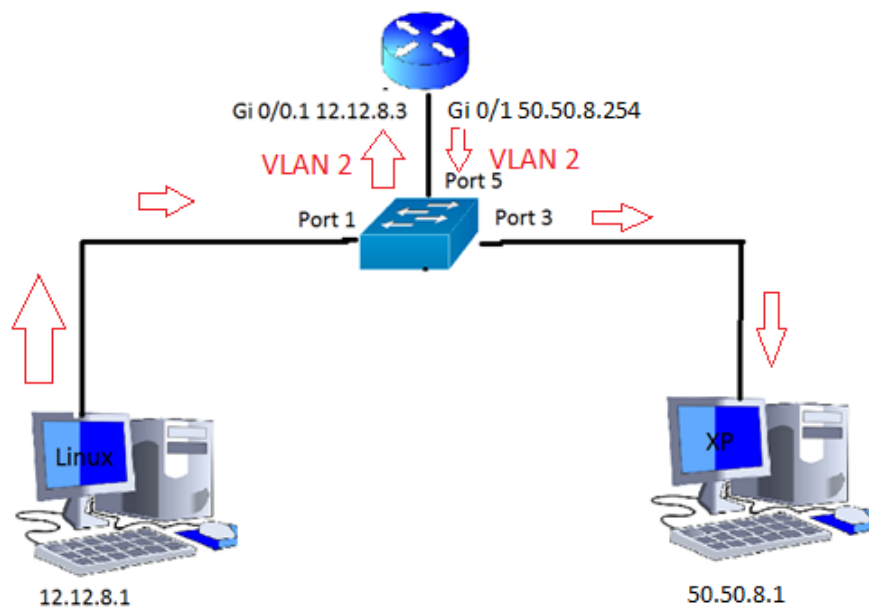 Gi 0/0.1 12.12.8.3 Gi 0/1 50.50.8.254
VLAN 2 VLAN 2
Port 5
Port 1 Port 3
Linux XP
12.12.8.1 50.50.8.1